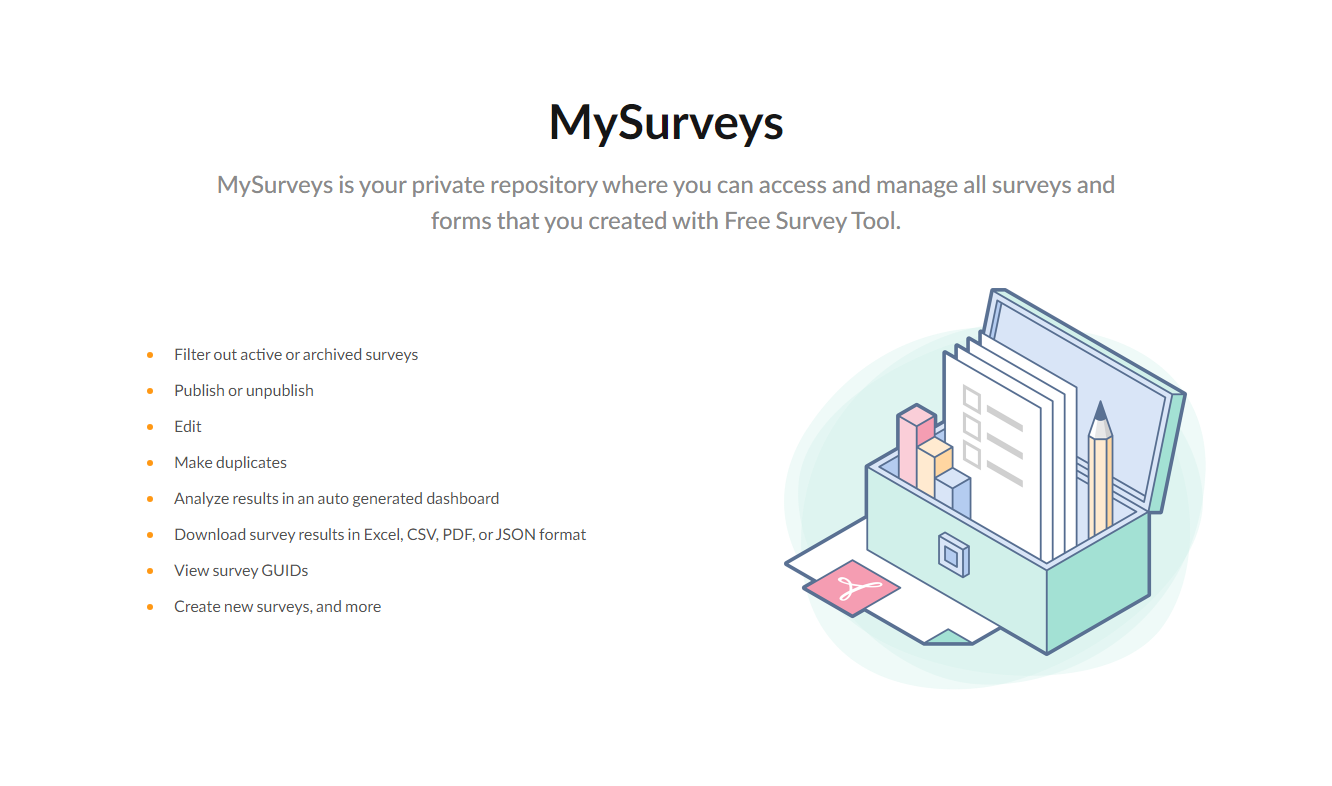 MySurveys
MySurveys is your private repository where you can access and manage all surveys and
forms that you created with Free Survey Tool.
Filter out active or archived surveys
Publish or unpublish
Edit
Make duplicates
Analyze results in an auto generated dashboard
Download survey results in Excel, CSV, PDF, or JSON format
View survey GUIDs
Create new surveys, and more